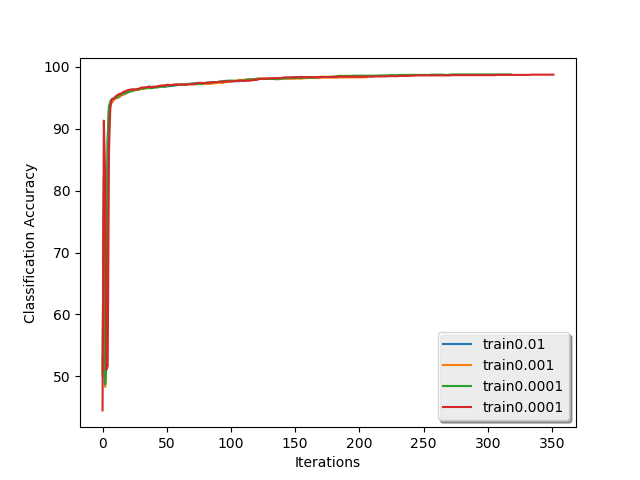 100
90
80
70
60
50
Classification Accuracy
0 50 100 150 200 250 300 350
Iterations
train0.01
train0.001
train0.0001
train0.0001